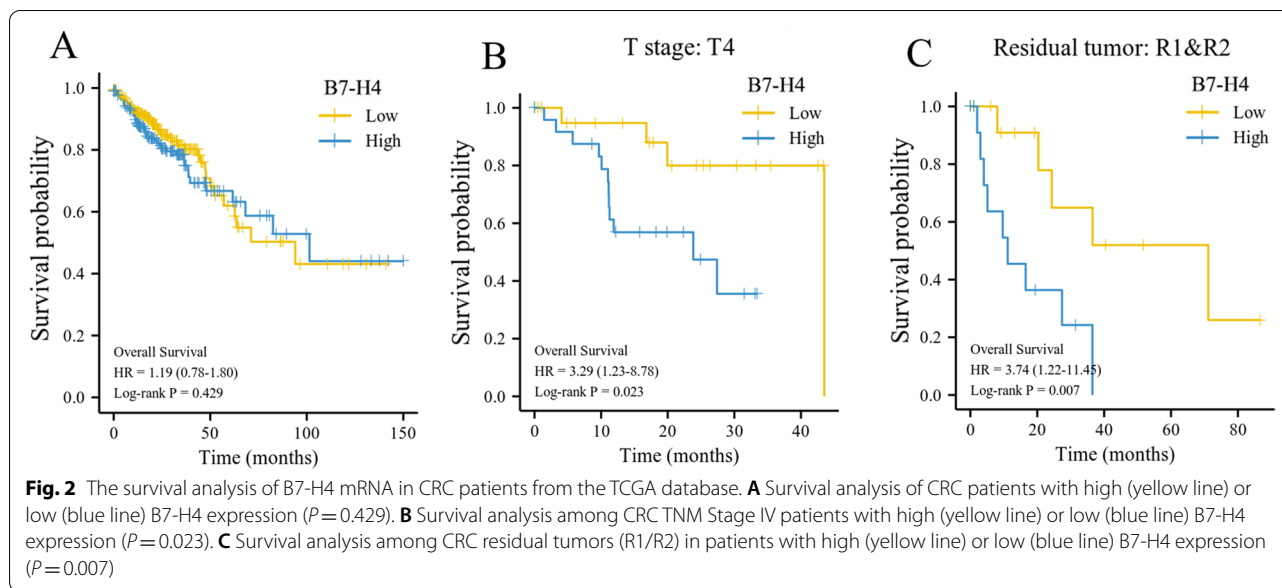 A
B7-H4
Low
High
Survival probability
1.0
0.8
0.6
0.4
0.2
0.0
Overall Survival
HR = 1.19 (0.78-1.80)
Log-rank P = 0.429
0 50 100 150
Time (months)
B
T stage: T4
B7-H4
Low
High
Survival probability
1.0
0.8
0.6
0.4
0.2
0.0
Overall Survival
HR = 3.29 (1.23-8.78)
Log-rank P = 0.023
0 10 20 30 40
Time (months)
C
Residual tumor: R1&R2
B7-H4
Low
High
Survival probability
1.0
0.8
0.6
0.4
0.2
0.0
Overall Survival
HR = 3.74 (1.22-11.45)
Log-rank P = 0.007
0 20 40 60 80
Time (months)
Fig. 2 The survival analysis of B7-H4 mRNA in CRC patients from the TCGA database. A Survival analysis of CRC patients with high (yellow line) or
low (blue line) B7-H4 expression (P = 0.429). B Survival analysis among CRC TNM Stage IV patients with high (yellow line) or low (blue line) B7-H4
expression (P = 0.023). C Survival analysis among CRC residual tumors (R1/R2) in patients with high (yellow line) or low (blue line) B7-H4 expression
(P = 0.007)